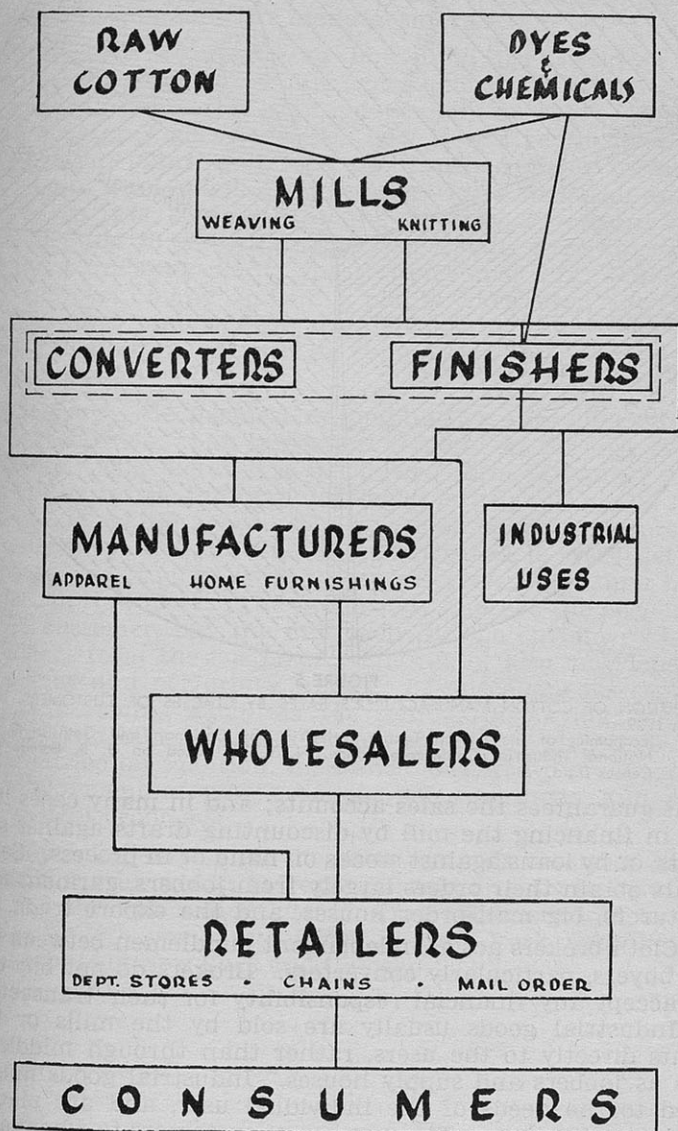 RAW
COTTON
DYES
&
CHEMICALS
MILLS
WEAVING KNITTING
CONVERTERS
FINISHERS
MANUFACTURERS
APPAREL HOME FURNISHINGS
INDUSTRIAL
USES
WHOLESALERS
RETAILERS
DEPT. STORES • CHAINS • MAIL ORDER
CONSUMERS